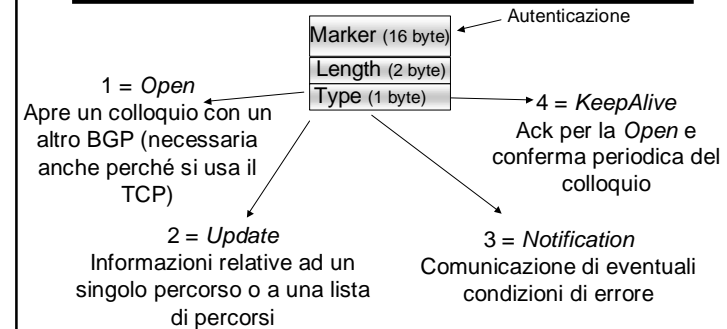 Autenticazione
Marker (16 byte)
Length (2 byte)
Type (1 byte)
1 = Open
Apre un colloquio con un
altro BGP (necessaria
anche perché si usa il
TCP)
4 = KeepAlive
Ack per la Open e
conferma periodica del
colloquio
2 = Update
Informazioni relative ad un
singolo percorso o a una lista
di percorsi
3 = Notification
Comunicazione di eventuali
condizioni di errore